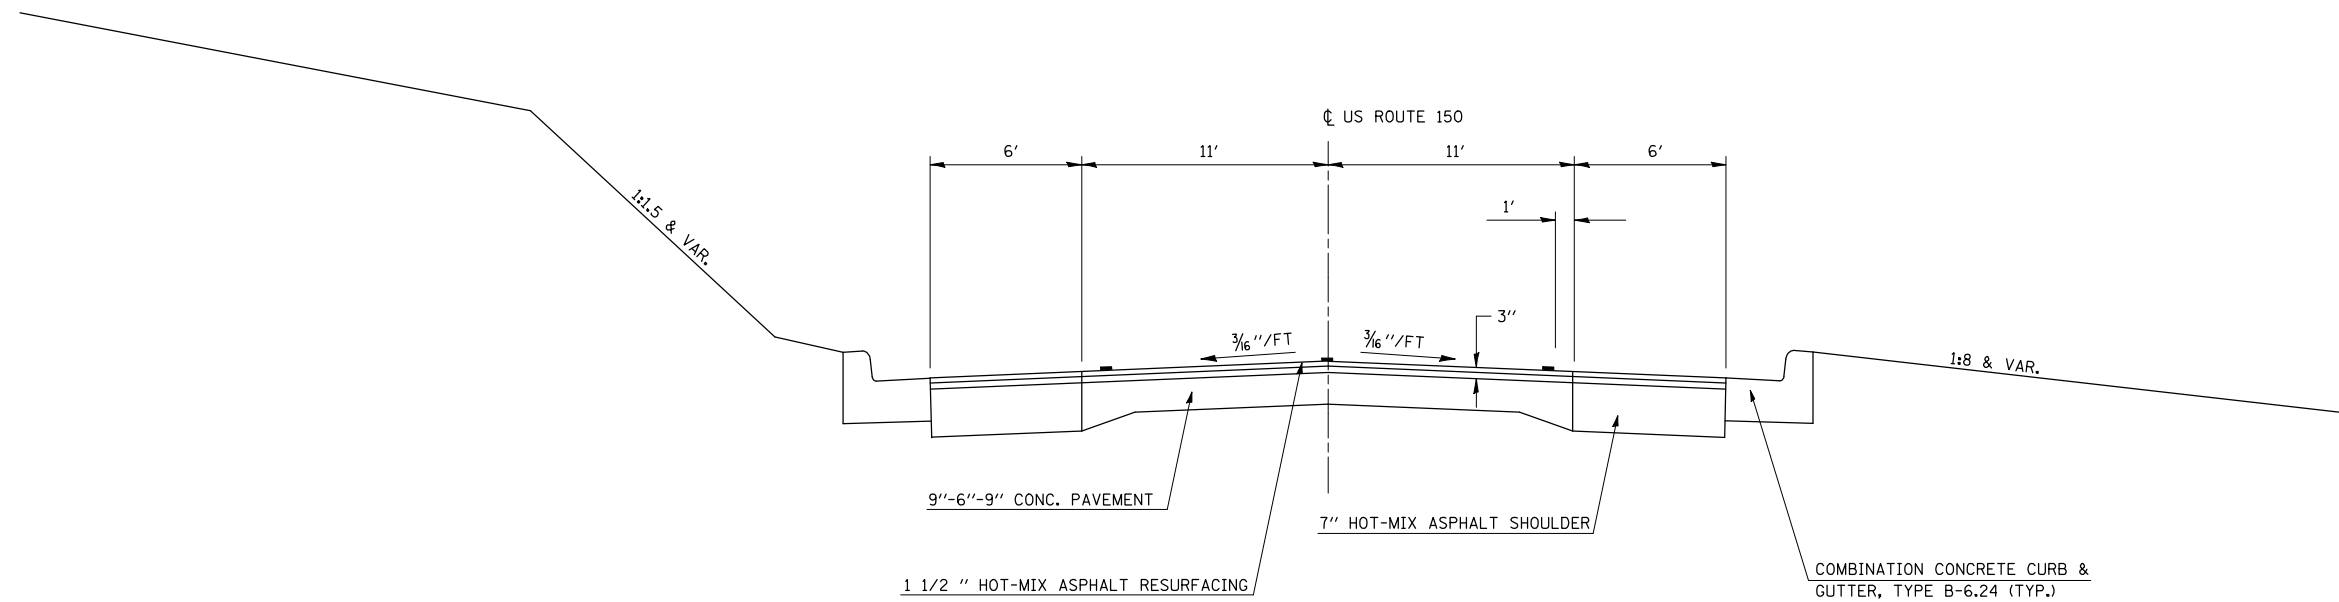 ℄ US ROUTE 150
6'
11'
11'
6'
1:1.5 & VAR.
1'
3''
3/16''/FT
3/16''/FT
1:8 & VAR.
9''-6''-9'' CONC. PAVEMENT
7'' HOT-MIX ASPHALT SHOULDER
1 1/2 '' HOT-MIX ASPHALT RESURFACING
COMBINATION CONCRETE CURB &
GUTTER, TYPE B-6.24 (TYP.)